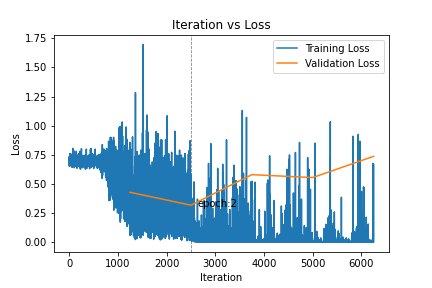 Iteration vs Loss
1.75
1.50
1.25
1.00
0.75
0.50
0.25
0.00
Loss
Training Loss
Validation Loss
epoch:2
0
1000
2000
3000
4000
5000
6000
Iteration